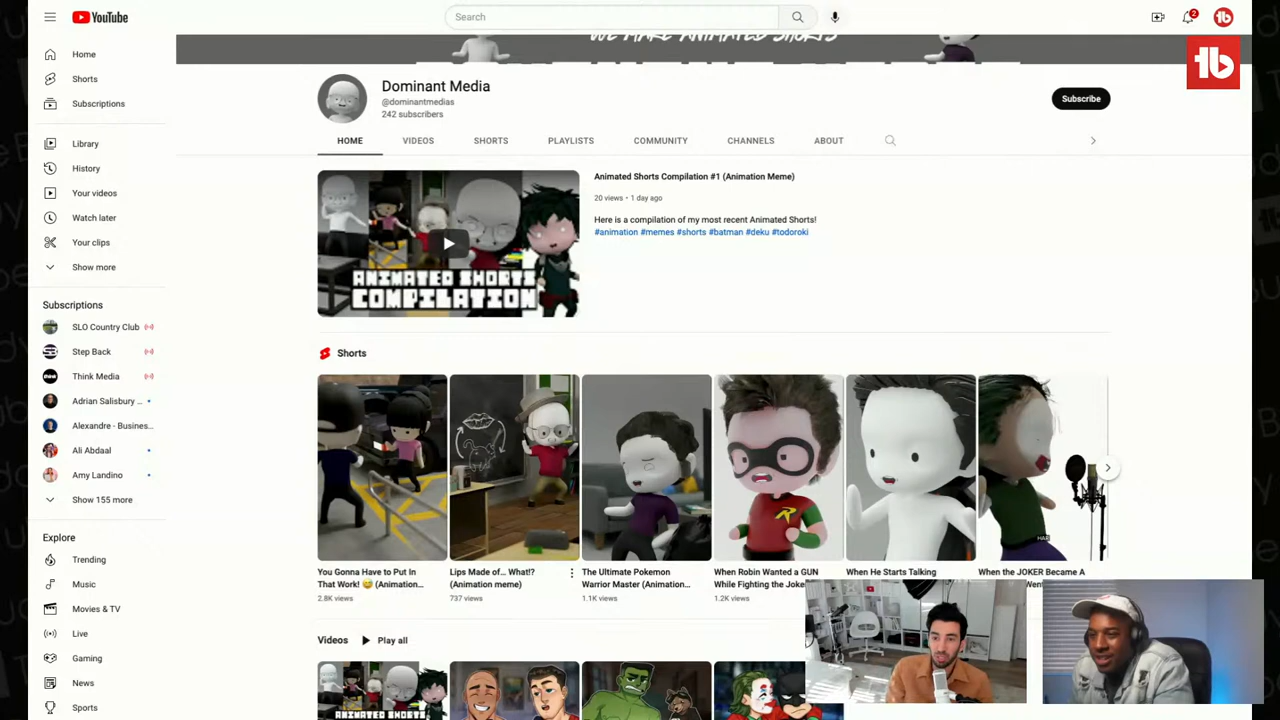 YouTube
Search
2
WE MAKE ANIMATED SHORTS
Home
Shorts
Subscriptions
Library
History
Your videos
Watch later
Your clips
Show more
Subscriptions
SLO Country Club
Step Back
Think Media
Adrian Salisbury ...
Alexandre - Busines...
Ali Abdaal
Amy Landino
Show 155 more
Explore
Trending
Music
Movies & TV
Live
Gaming
News
Sports
Dominant Media
@dominantmedias
242 subscribers
Subscribe
HOME VIDEOS SHORTS PLAYLISTS COMMUNITY CHANNELS ABOUT
ANIMATED SHORTS
COMPILATION
Animated Shorts Compilation #1 (Animation Meme)
20 views • 1 day ago
Here is a compilation of my most recent Animated Shorts!
#animation #memes #shorts #batman #deku #todoroki
Shorts
You Gonna Have to Put In
That Work! 😅 (Animation...
2.8K views
Lips Made of... What!?
(Animation meme)
737 views
The Ultimate Pokemon
Warrior Master (Animation...
1.1K views
When Robin Wanted a GUN
While Fighting the Joke
1.2K views
When He Starts Talking
When the JOKER Became A
Videos
Play all